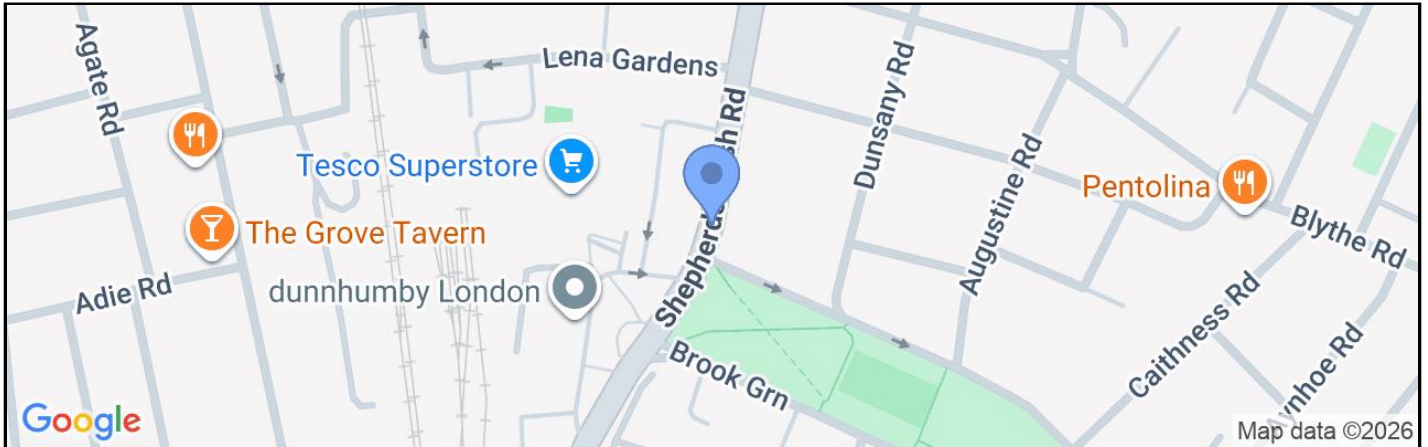 Agate Rd
Lena Gardens
Dunsany Rd
Tesco Superstore
Augustine Rd
Pentolina
The Grove Tavern
Blythe Rd
Adie Rd
dunnhumby London
Caithness Rd
Brook Grn
Google
Map data ©2026